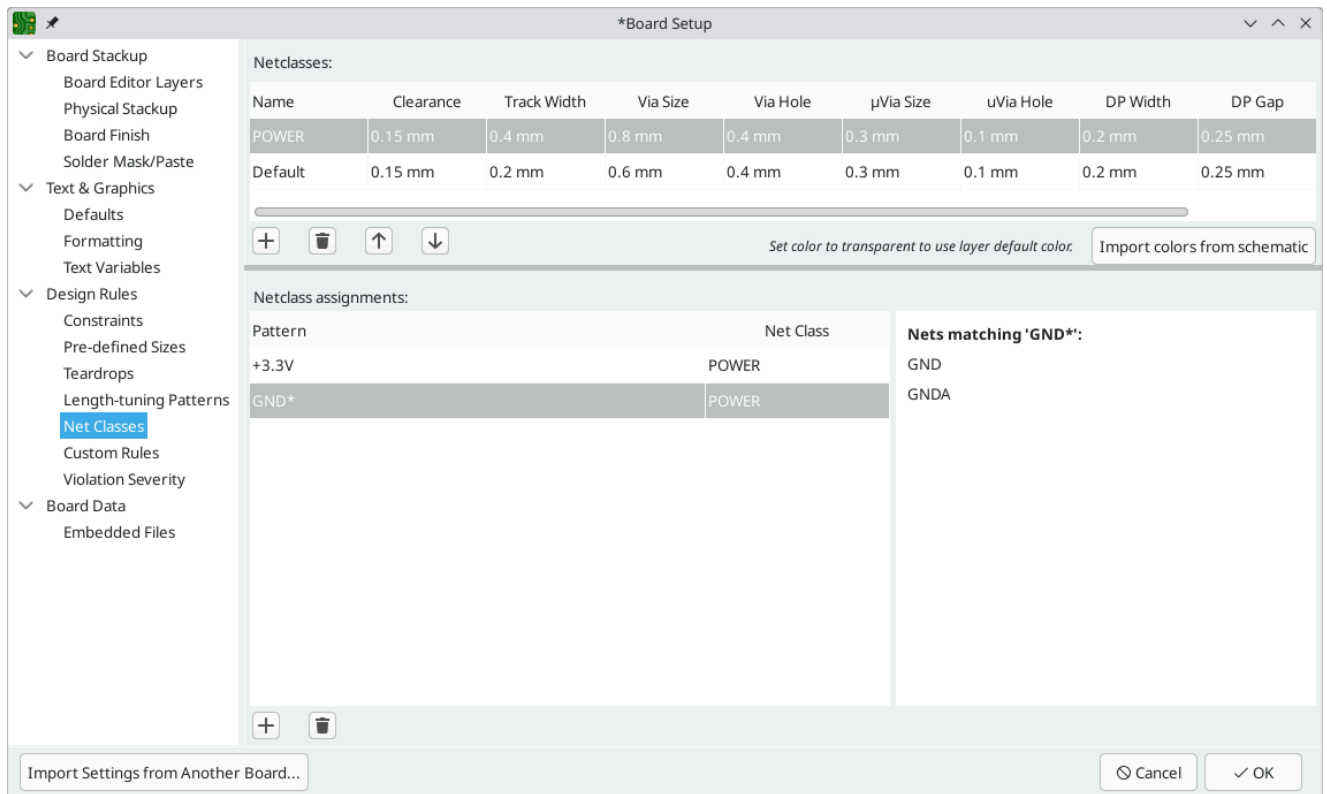 *Board Setup
Board Stackup
Board Editor Layers
Physical Stackup
Board Finish
Solder Mask/Paste
Text & Graphics
Defaults
Formatting
Text Variables
Design Rules
Constraints
Pre-defined Sizes
Teardrops
Length-tuning Patterns
Net Classes
Custom Rules
Violation Severity
Board Data
Embedded Files
Netclasses:
Name Clearance Track Width Via Size Via Hole µVia Size uVia Hole DP Width DP Gap
POWER 0.15 mm 0.4 mm 0.8 mm 0.4 mm 0.3 mm 0.1 mm 0.2 mm 0.25 mm
Default 0.15 mm 0.2 mm 0.6 mm 0.4 mm 0.3 mm 0.1 mm 0.2 mm 0.25 mm
Set color to transparent to use layer default color. Import colors from schematic
Netclass assignments:
Pattern Net Class
+3.3V POWER
GND* POWER
Nets matching 'GND*':
GND
GNDA
Import Settings from Another Board... Cancel OK